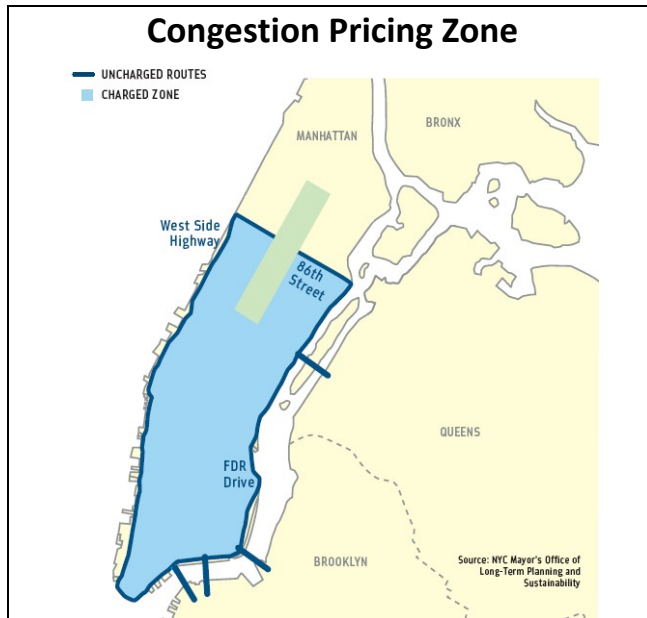 Congestion Pricing Zone
UNCHARGED ROUTES
CHARGED ZONE
BRONX
MANHATTAN
West Side
Highway
86th
Street
QUEENS
FDR
Drive
BROOKLYN
Source: NYC Mayor's Office of
Long-Term Planning and
Sustainability